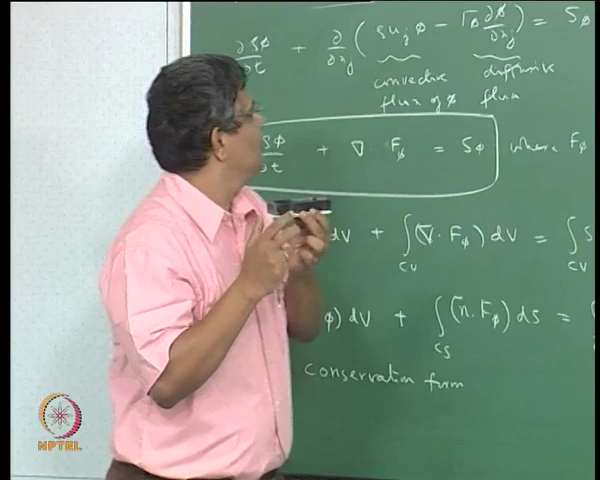 ∂ρφ/∂t + ∂/∂xj (ρujφ − Γφ ∂φ/∂xj) = Sφ
convective diffusive
flux of φ flux
ρφ/∂t + ∇ · Fφ = Sφ where Fφ
dV + ∫CV (∇ · Fφ) dV = ∫CV S
φ) dV + ∫CS (n̄ · Fφ) ds =
conservation form
NPTEL